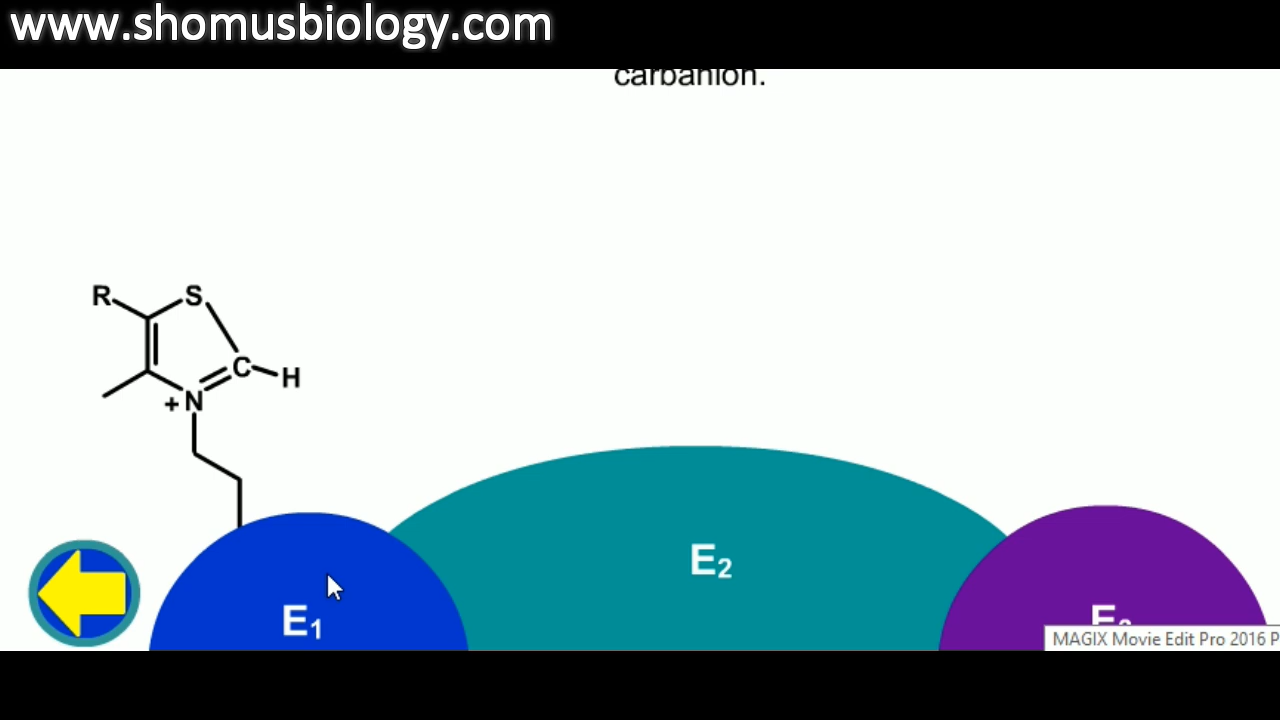 www.shomusbiology.com
carbanion.
R
S
C
H
+N
E₂
E₁
MAGIX Movie Edit Pro 2016 P